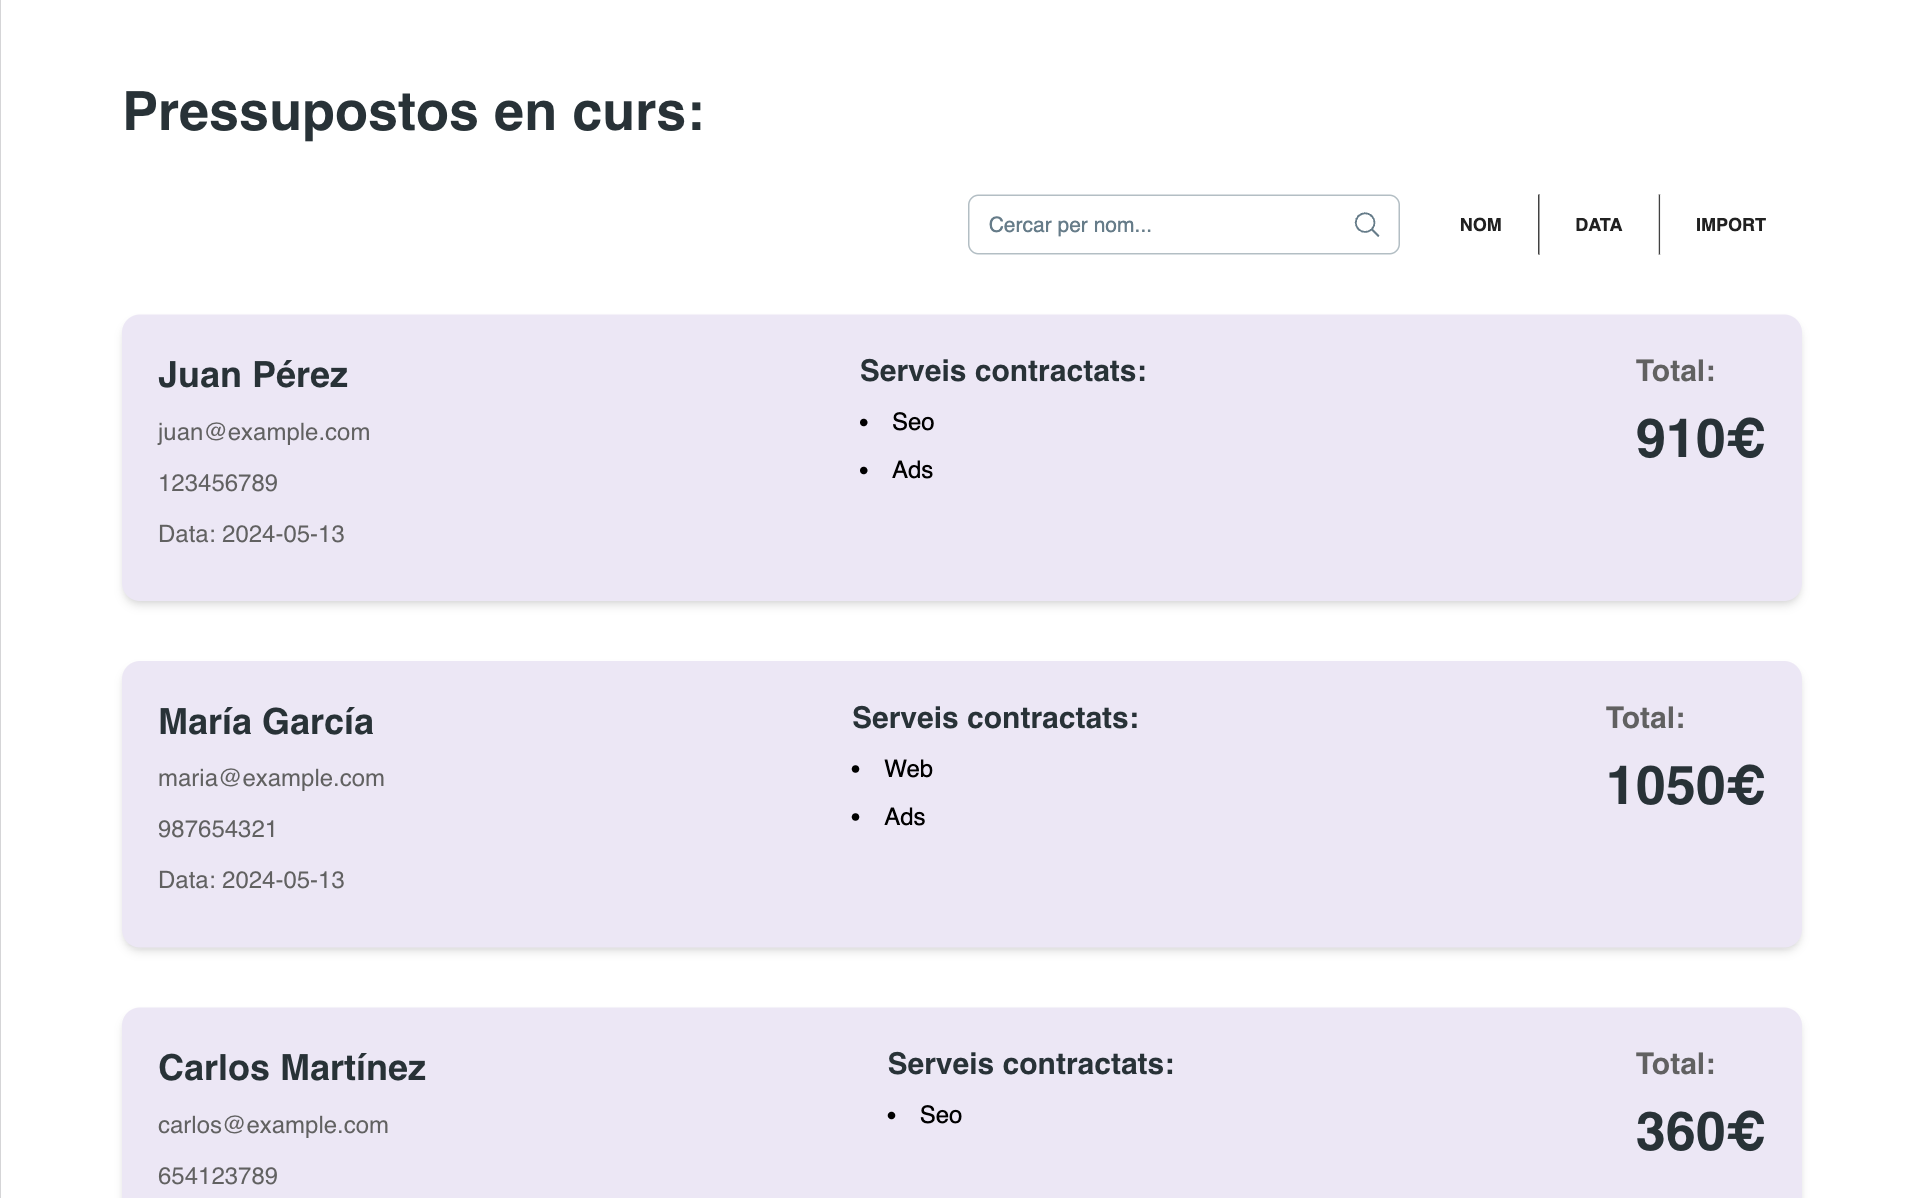 Pressupostos en curs:
Cercar per nom...
NOM
DATA
IMPORT
Juan Pérez
juan@example.com
123456789
Data: 2024-05-13
Serveis contractats:
• Seo
• Ads
Total:
910€
María García
maria@example.com
987654321
Data: 2024-05-13
Serveis contractats:
• Web
• Ads
Total:
1050€
Carlos Martínez
carlos@example.com
654123789
Serveis contractats:
• Seo
Total:
360€